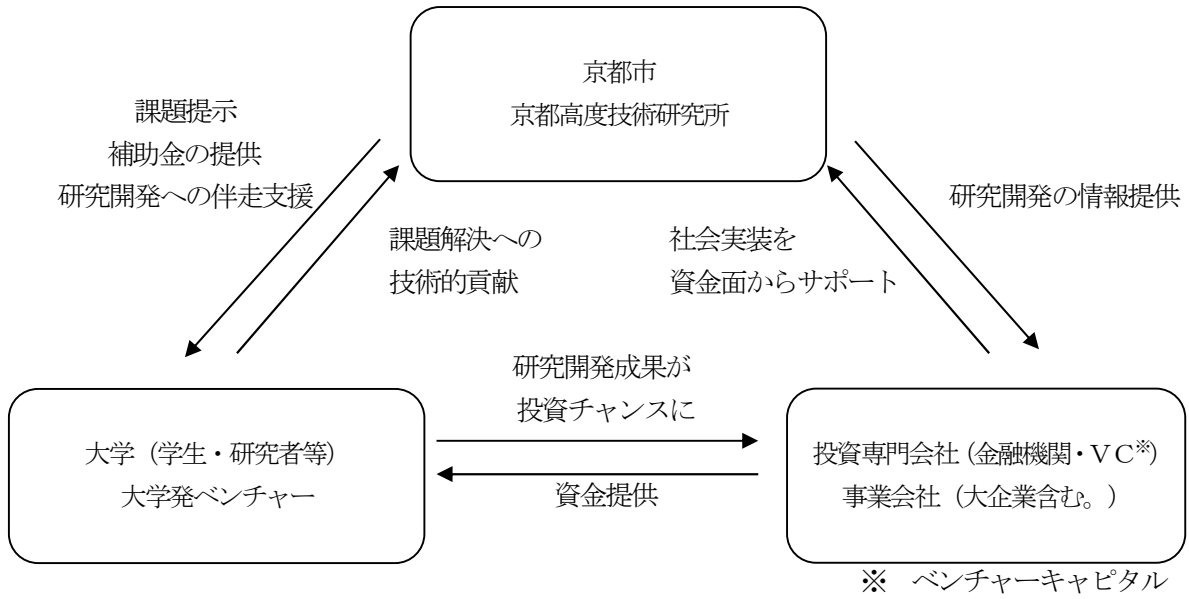 京都市
京都高度技術研究所
課題提示
補助金の提供
研究開発への伴走支援
研究開発の情報提供
課題解決への
技術的貢献
社会実装を
資金面からサポート
研究開発成果が
投資チャンスに
大学（学生・研究者等）
大学発ベンチャー
資金提供
投資専門会社（金融機関・ＶＣ※）
事業会社（大企業含む。）
※　ベンチャーキャピタル